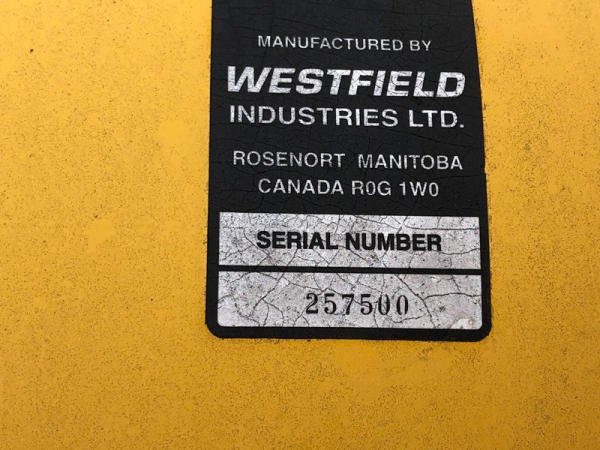 MANUFACTURED BY
WESTFIELD
INDUSTRIES LTD.
ROSENORT MANITOBA
CANADA R0G 1W0
SERIAL NUMBER
257500